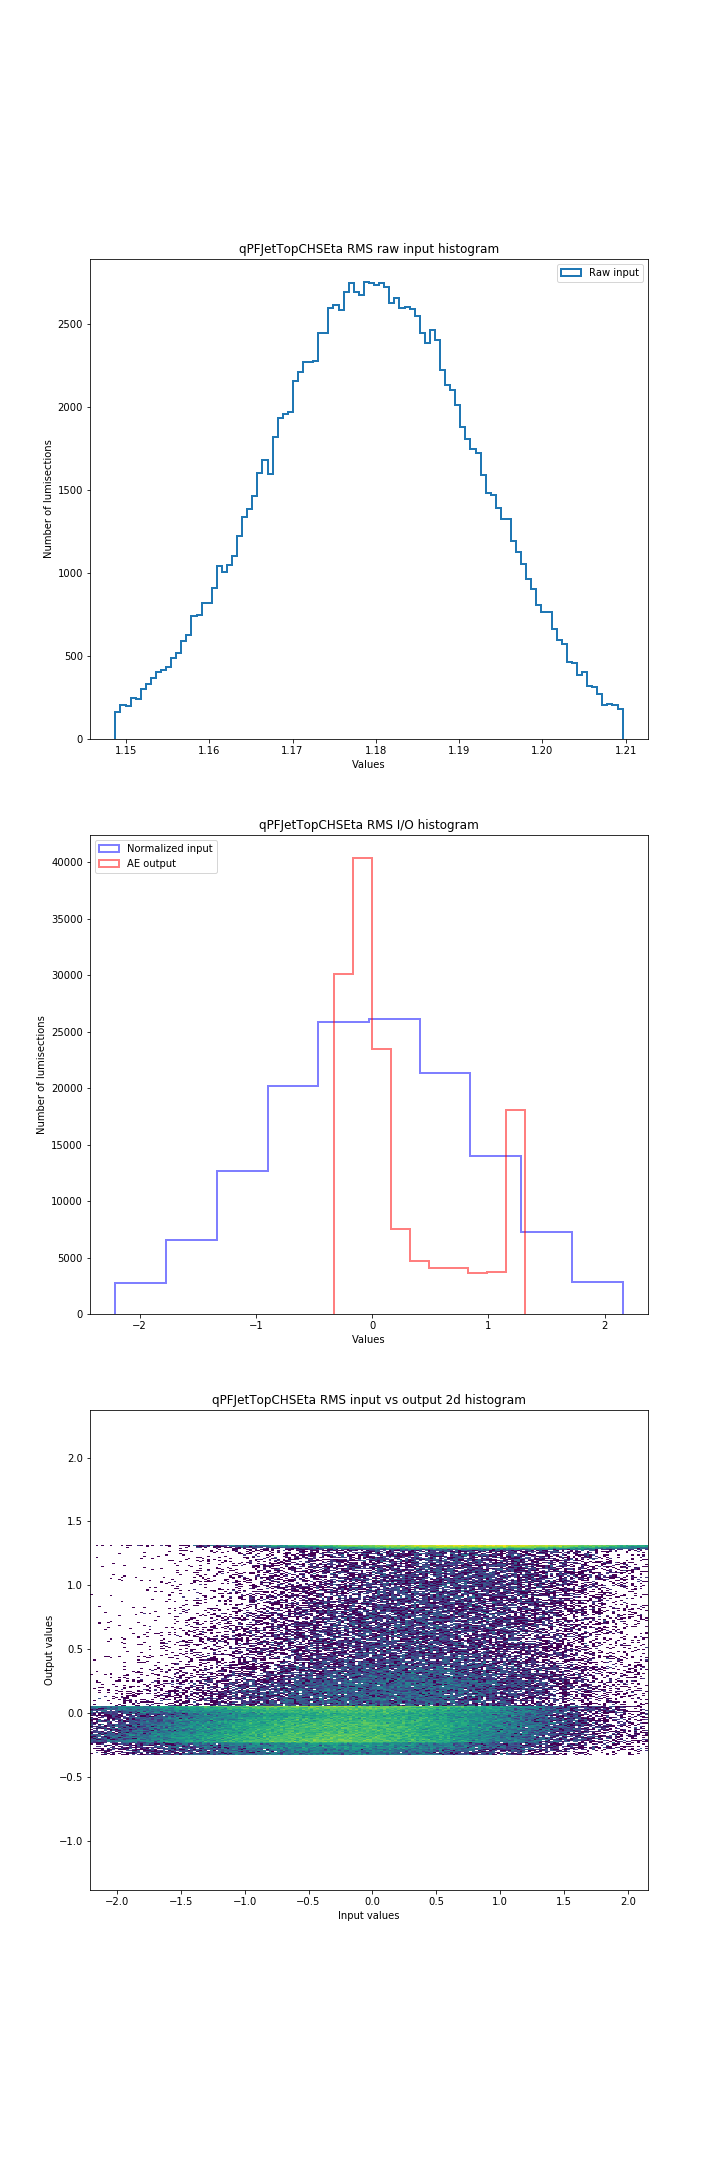 qPFJetTopCHSEta RMS raw input histogram
Raw input
2500
2000
1500
1000
500
0
Number of lumisections
1.15 1.16 1.17 1.18 1.19 1.20 1.21
Values
qPFJetTopCHSEta RMS I/O histogram
Normalized input
AE output
40000
35000
30000
25000
20000
15000
10000
5000
0
Number of lumisections
−2 −1 0 1 2
Values
qPFJetTopCHSEta RMS input vs output 2d histogram
2.0
1.5
1.0
0.5
0.0
−0.5
−1.0
Output values
−2.0 −1.5 −1.0 −0.5 0.0 0.5 1.0 1.5 2.0
Input values